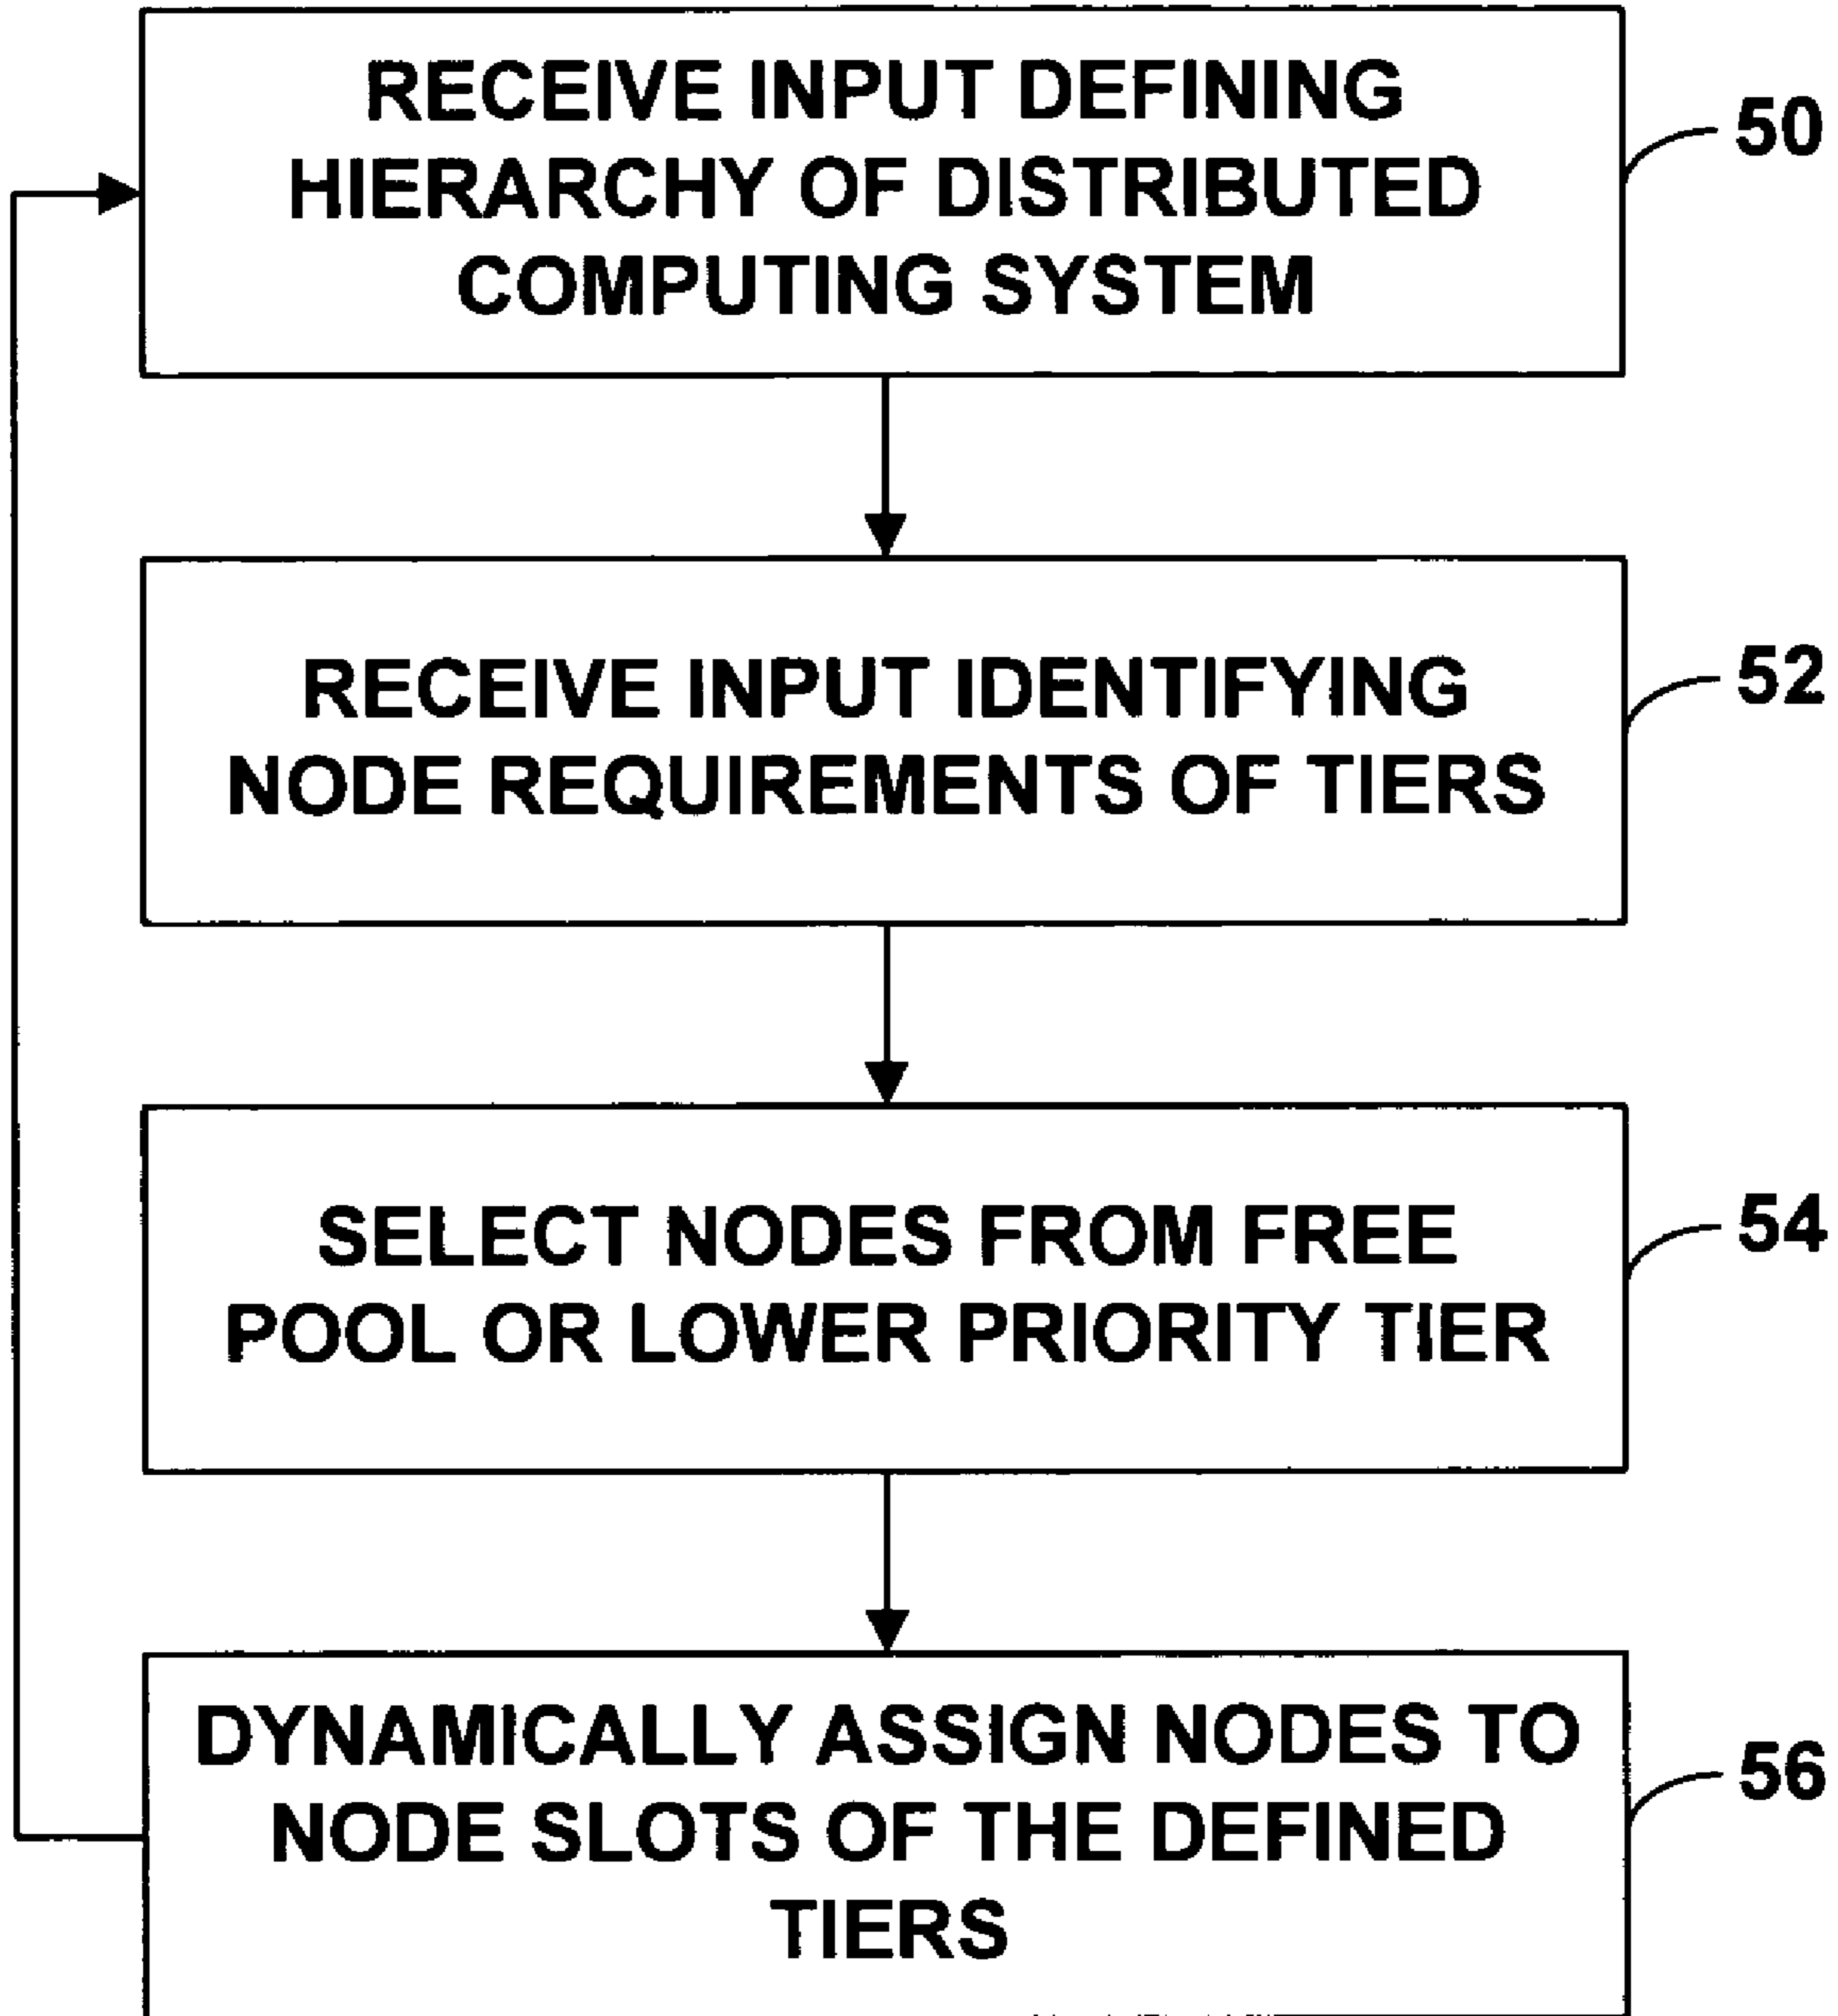 RECEIVE INPUT DEFINING
HIERARCHY OF DISTRIBUTED
COMPUTING SYSTEM
50
RECEIVE INPUT IDENTIFYING
NODE REQUIREMENTS OF TIERS
52
SELECT NODES FROM FREE
POOL OR LOWER PRIORITY TIER
54
DYNAMICALLY ASSIGN NODES TO
NODE SLOTS OF THE DEFINED
TIERS
56